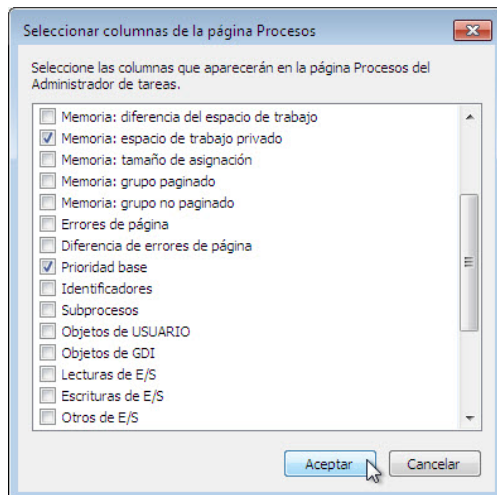 Seleccionar columnas de la página Procesos
Seleccione las columnas que aparecerán en la página Procesos del
Administrador de tareas.
Memoria: diferencia del espacio de trabajo
Memoria: espacio de trabajo privado
Memoria: tamaño de asignación
Memoria: grupo paginado
Memoria: grupo no paginado
Errores de página
Diferencia de errores de página
Prioridad base
Identificadores
Subprocesos
Objetos de USUARIO
Objetos de GDI
Lecturas de E/S
Escrituras de E/S
Otros de E/S
Aceptar
Cancelar